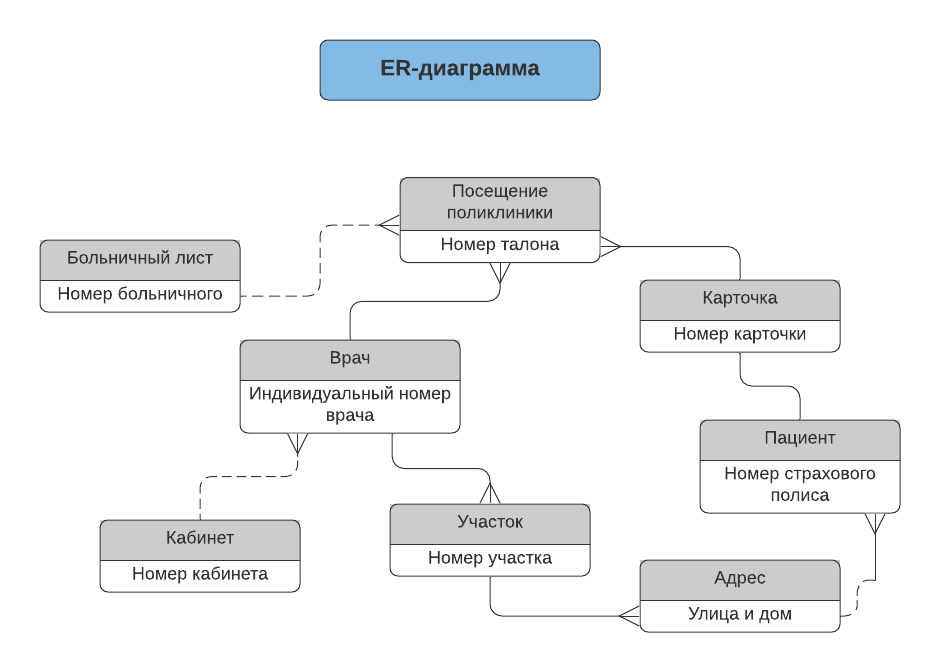 ER-диаграмма
Посещение
поликлиники
Номер талона
Больничный лист
Номер больничного
Карточка
Номер карточки
Врач
Индивидуальный номер
врача
Пациент
Номер страхового
полиса
Кабинет
Номер кабинета
Участок
Номер участка
Адрес
Улица и дом